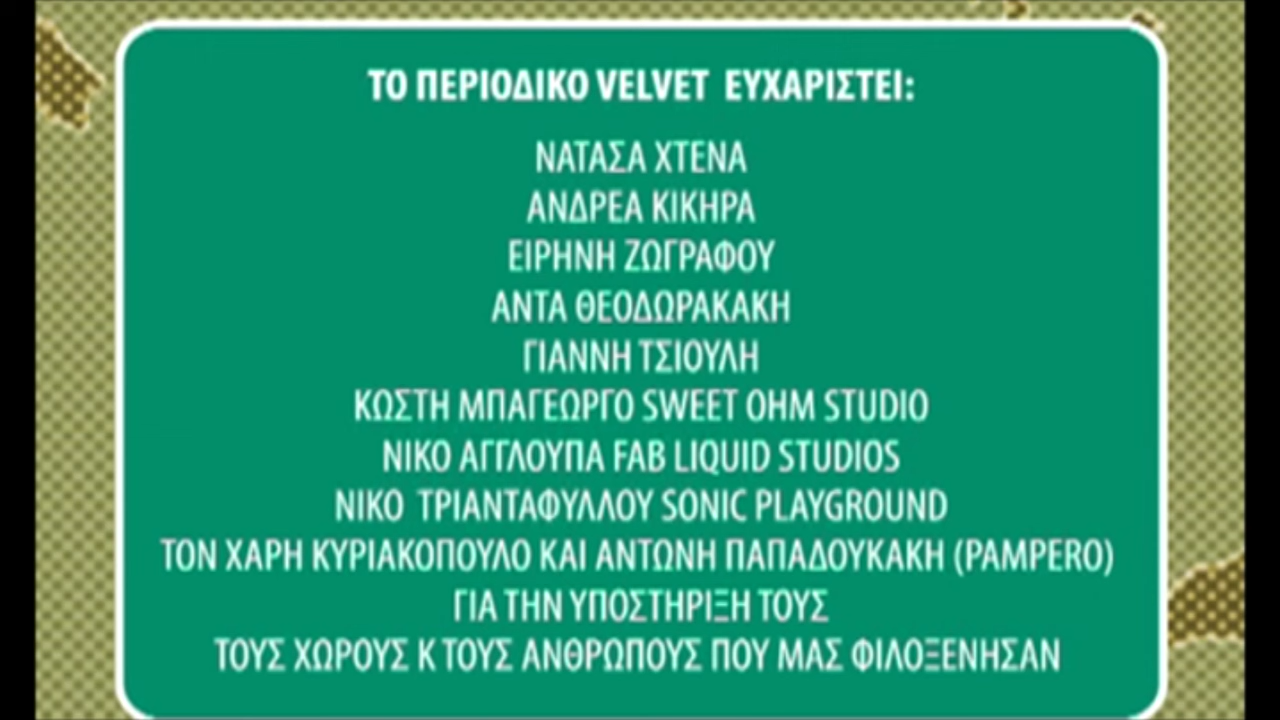 ΤΟ ΠΕΡΙΟΔΙΚΟ VELVET ΕΥΧΑΡΙΣΤΕΙ:
ΝΑΤΑΣΑ ΧΤΕΝΑ
ΑΝΔΡΕΑ ΚΙΚΗΡΑ
ΕΙΡΗΝΗ ΖΩΓΡΑΦΟΥ
ΑΝΤΑ ΘΕΟΔΩΡΑΚΑΚΗ
ΓΙΑΝΝΗ ΤΣΙΟΥΛΗ
ΚΩΣΤΗ ΜΠΑΓΕΩΡΓΟ SWEET OHM STUDIO
ΝΙΚΟ ΑΓΓΛΟΥΠΑ FAB LIQUID STUDIOS
ΝΙΚΟ ΤΡΙΑΝΤΑΦΥΛΛΟΥ SONIC PLAYGROUND
ΤΟΝ ΧΑΡΗ ΚΥΡΙΑΚΟΠΟΥΛΟ ΚΑΙ ΑΝΤΩΝΗ ΠΑΠΑΔΟΥΚΑΚΗ (PAMPERO)
ΓΙΑ ΤΗΝ ΥΠΟΣΤΗΡΙΞΗ ΤΟΥΣ
ΤΟΥΣ ΧΩΡΟΥΣ Κ ΤΟΥΣ ΑΝΘΡΩΠΟΥΣ ΠΟΥ ΜΑΣ ΦΙΛΟΞΕΝΗΣΑΝ